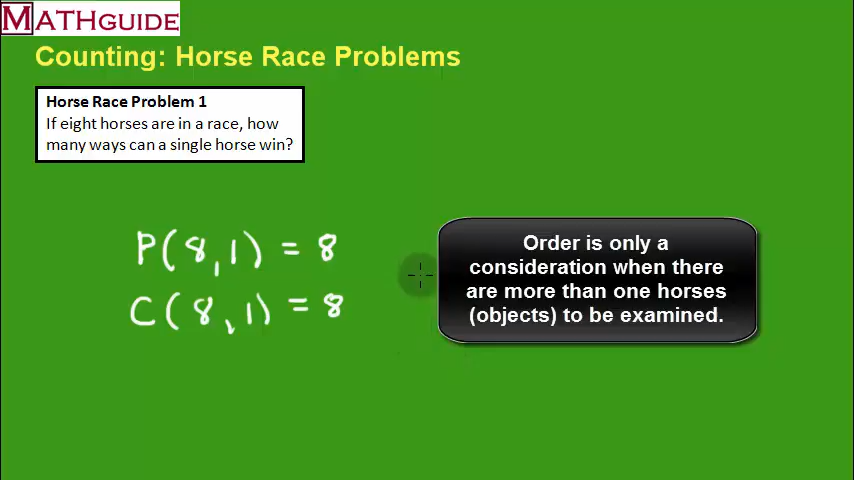 MATHGUIDE
Counting: Horse Race Problems
Horse Race Problem 1
If eight horses are in a race, how
many ways can a single horse win?
P(8,1) = 8
C(8,1) = 8
Order is only a
consideration when there
are more than one horses
(objects) to be examined.